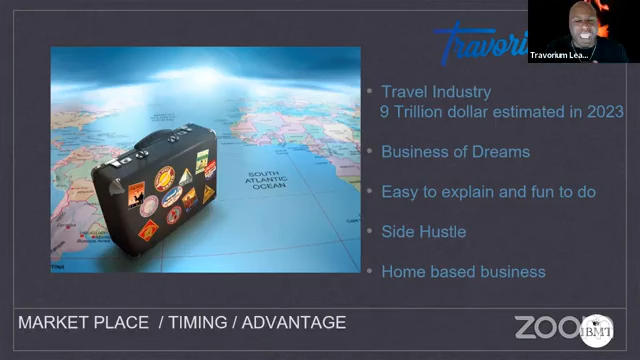 Travorium
Travorium Lea...
Travel Industry
9 Trillion dollar estimated in 2023
Business of Dreams
Easy to explain and fun to do
Side Hustle
Home based business
SOUTH
ATLANTIC
OCEAN
MARKET PLACE / TIMING / ADVANTAGE
ZOOM
IBMT